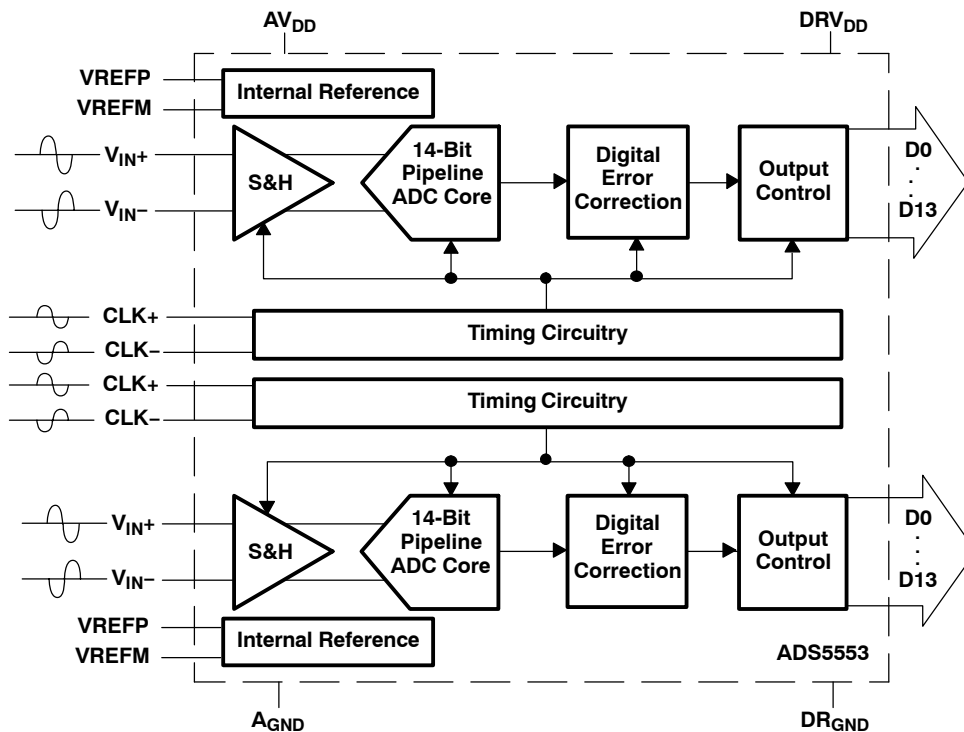 AVDD
DRVDD
VREFP
VREFM
Internal Reference
VIN+
VIN−
S&H
14-Bit
Pipeline
ADC Core
Digital
Error
Correction
Output
Control
D0
.
.
.
.
D13
CLK+
CLK−
Timing Circuitry
CLK+
CLK−
Timing Circuitry
VIN+
VIN−
S&H
14-Bit
Pipeline
ADC Core
Digital
Error
Correction
Output
Control
D0
.
.
.
.
D13
VREFP
VREFM
Internal Reference
ADS5553
AGND
DRGND